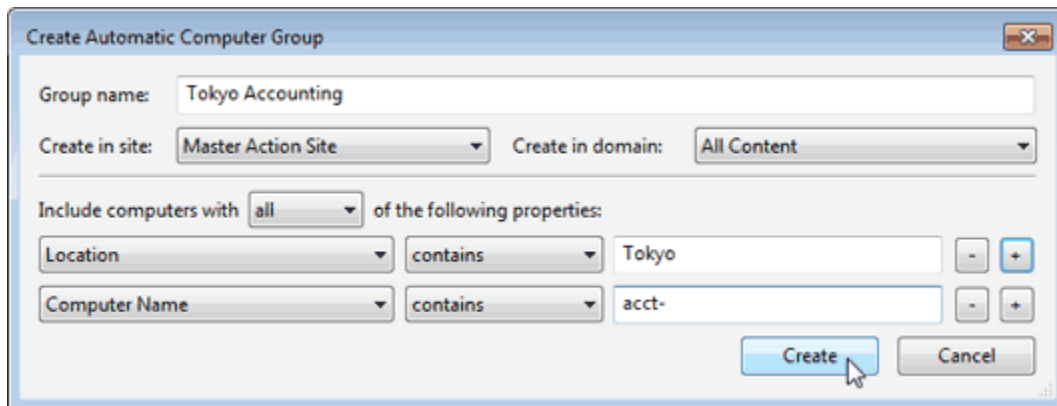 Create Automatic Computer Group
Group name: Tokyo Accounting
Create in site: Master Action Site Create in domain: All Content
Include computers with all of the following properties:
Location contains Tokyo - +
Computer Name contains acct- - +
Create Cancel